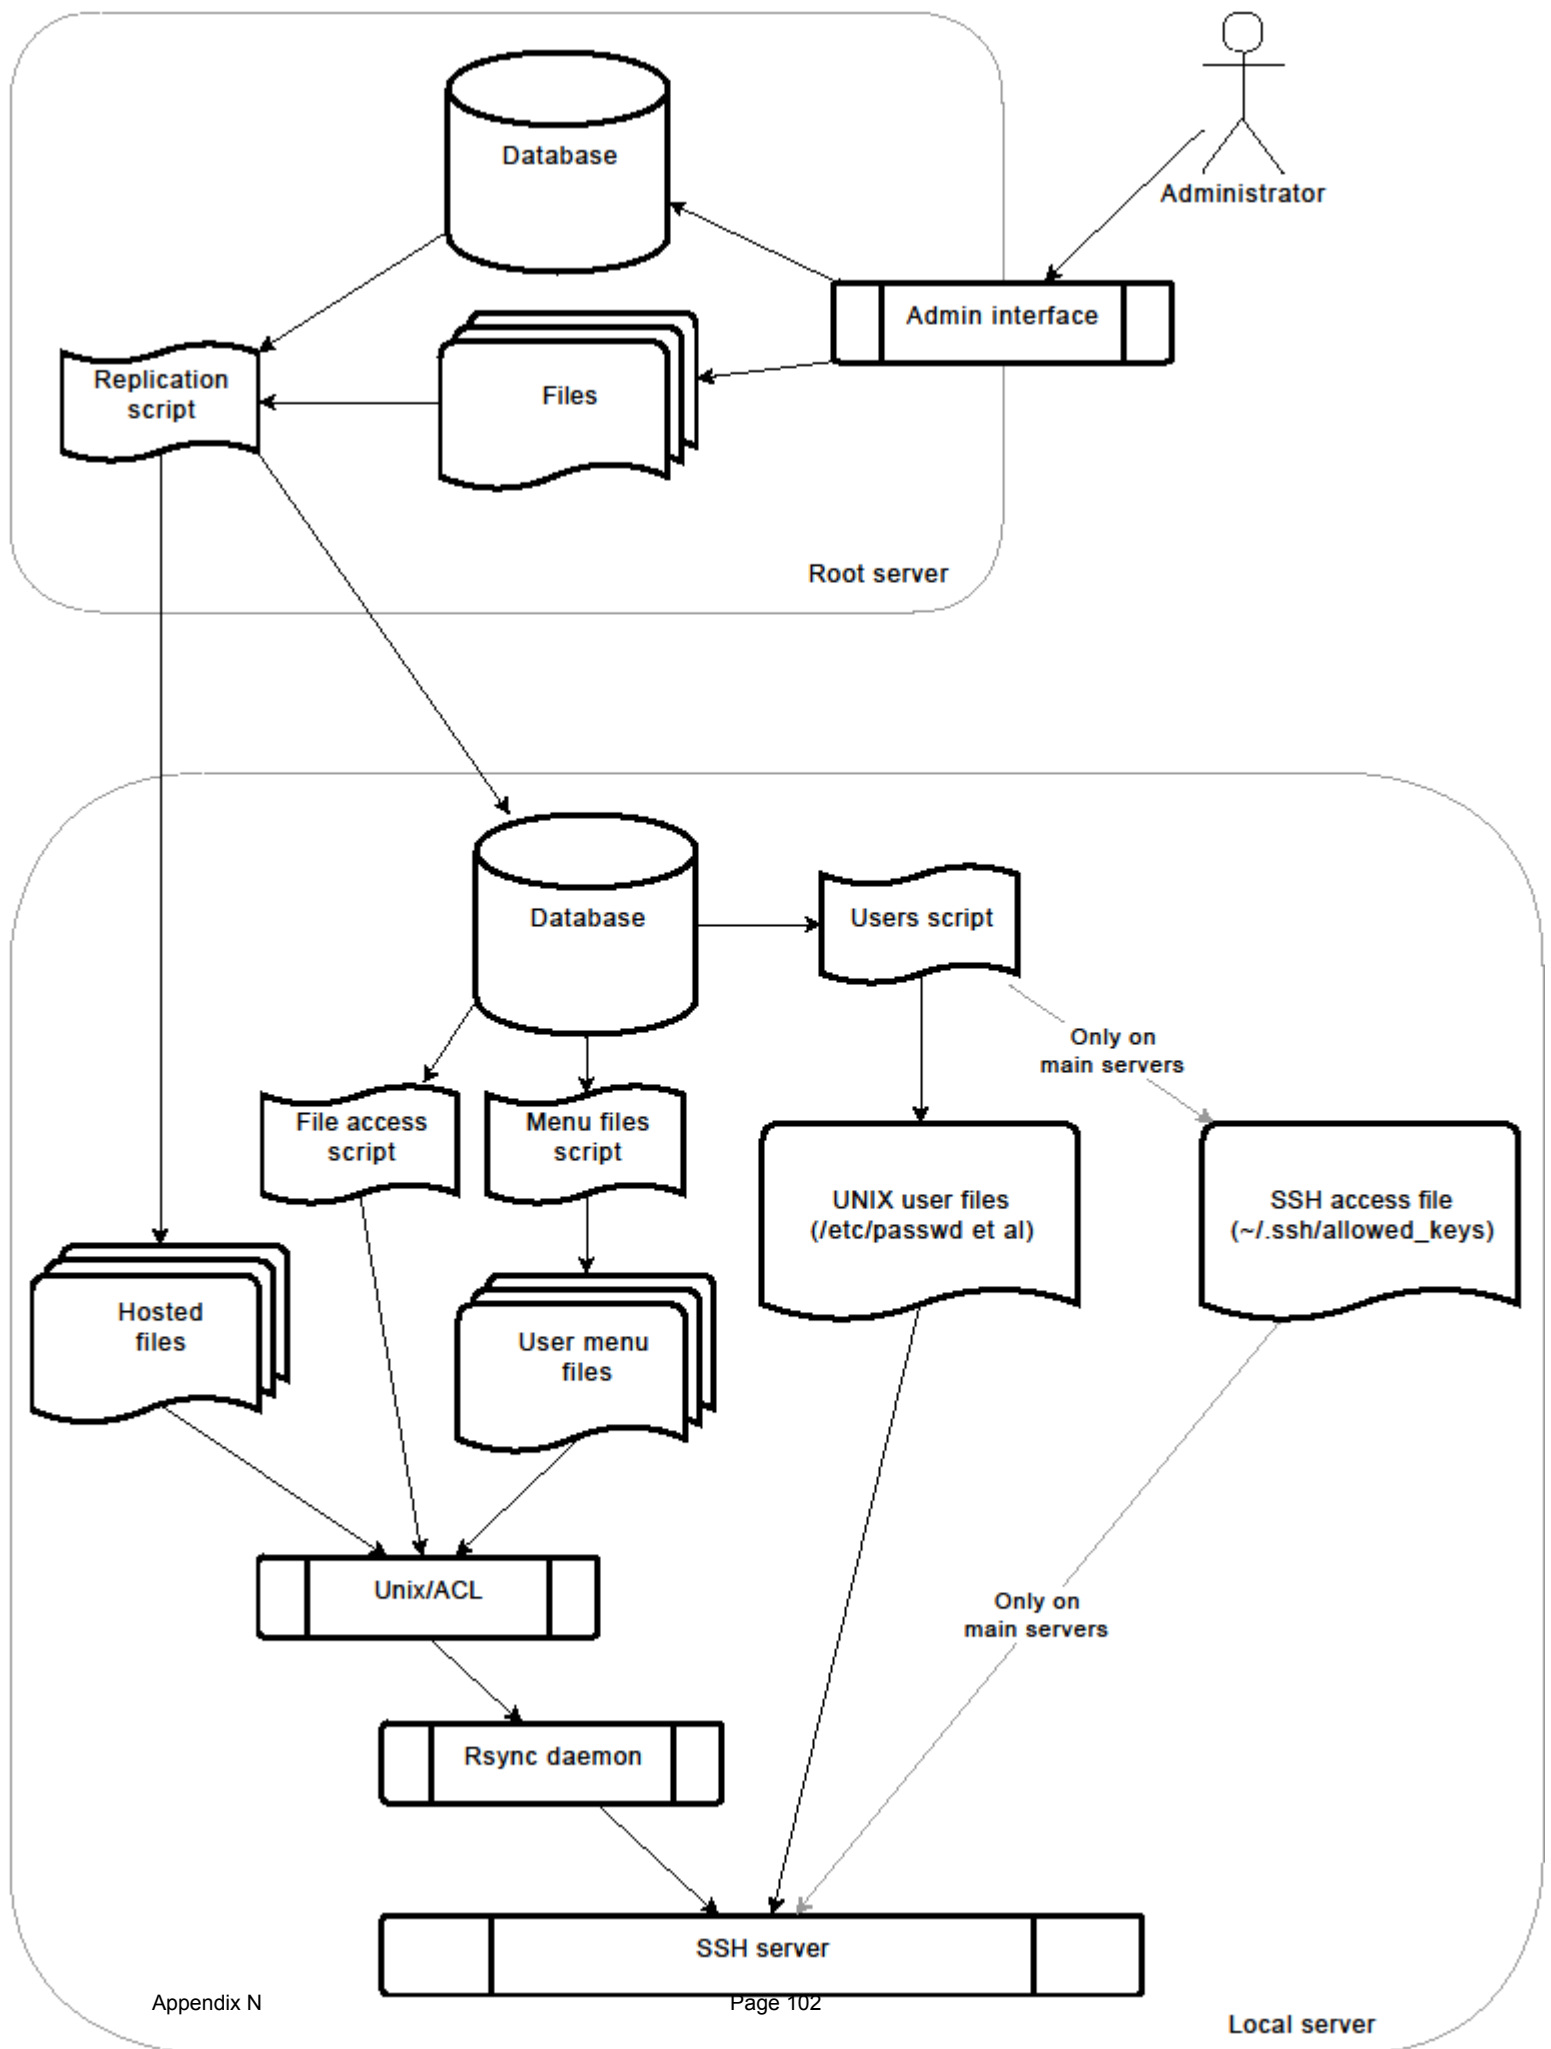 Database
Administrator
Admin interface
Replication
script
Files
Root server
Database
Users script
Only on
main servers
File access
script
Menu files
script
UNIX user files
(/etc/passwd et al)
SSH access file
(~/.ssh/allowed_keys)
Hosted
files
User menu
files
Unix/ACL
Only on
main servers
Rsync daemon
SSH server
Appendix N
Page 102
Local server